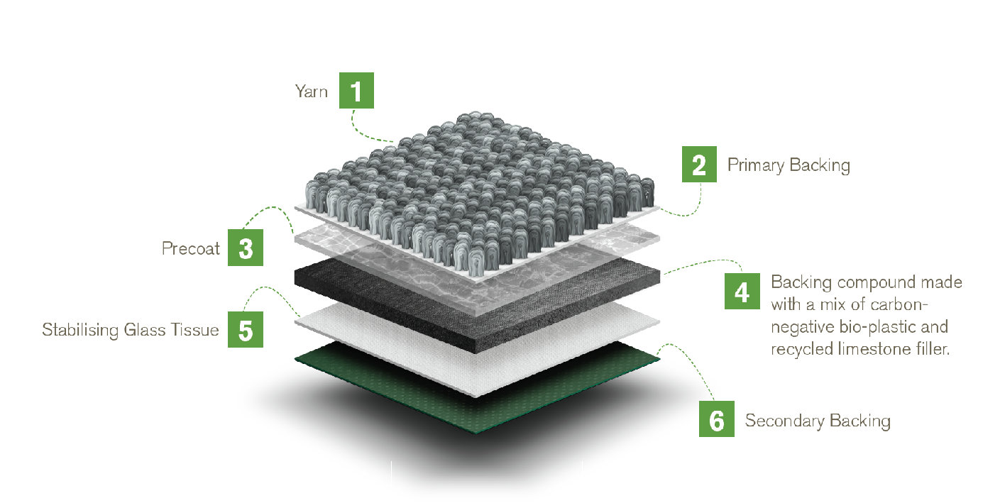 Yarn 1
2 Primary Backing
Precoat 3
4 Backing compound made
with a mix of carbon-
negative bio-plastic and
recycled limestone filler.
Stabilising Glass Tissue 5
6 Secondary Backing